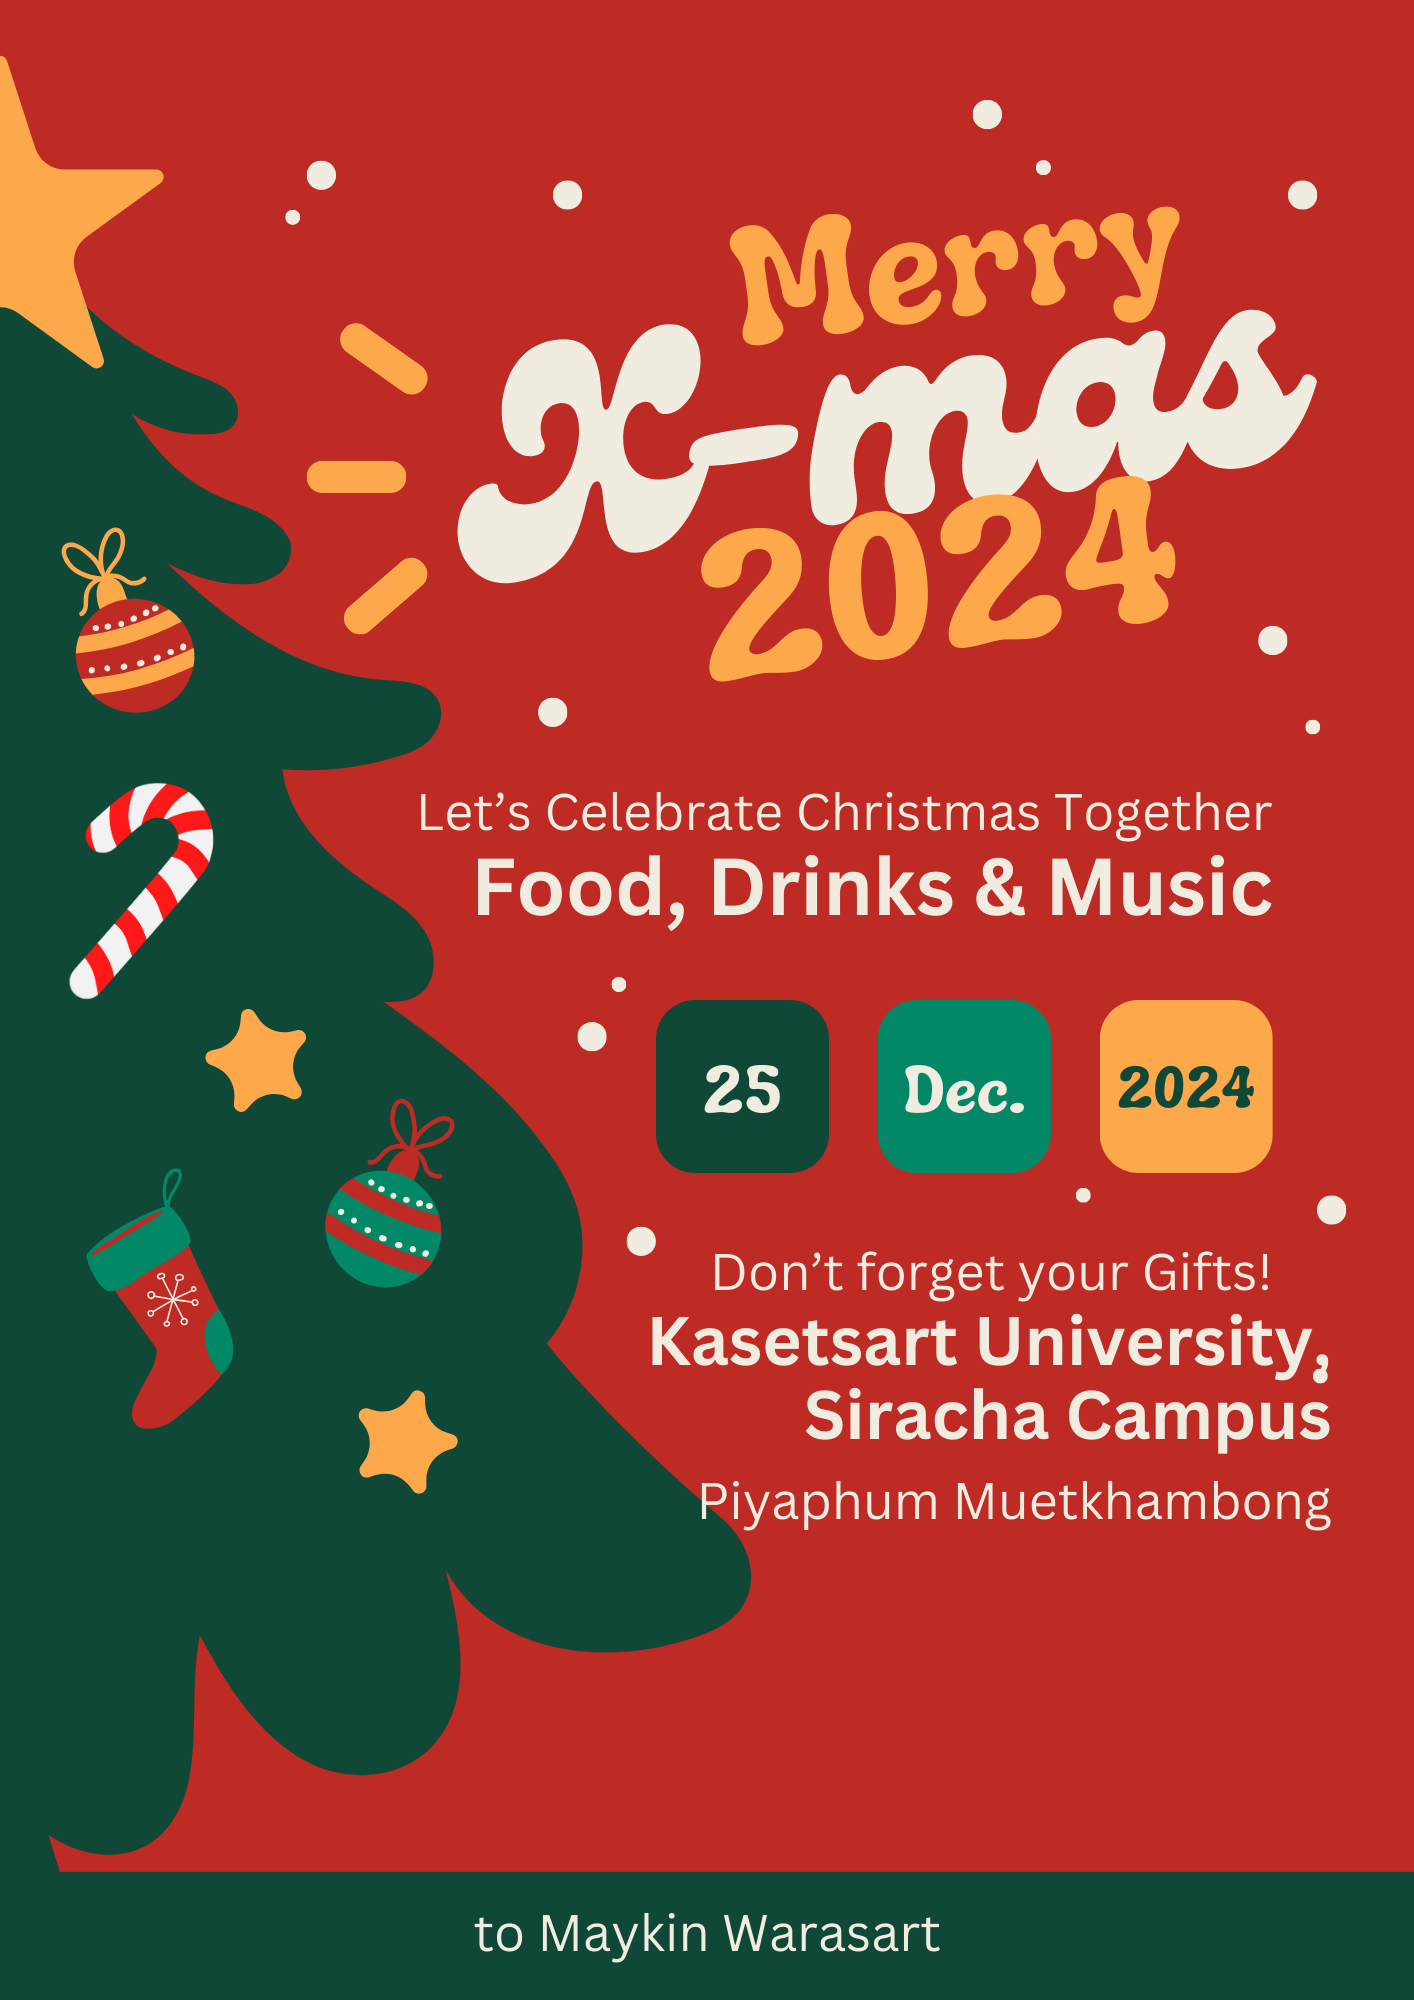 Merry
X-mas
2024
Let’s Celebrate Christmas Together
Food, Drinks & Music
25
Dec.
2024
Don’t forget your Gifts!
Kasetsart University,
Siracha Campus
Piyaphum Muetkhambong
to Maykin Warasart